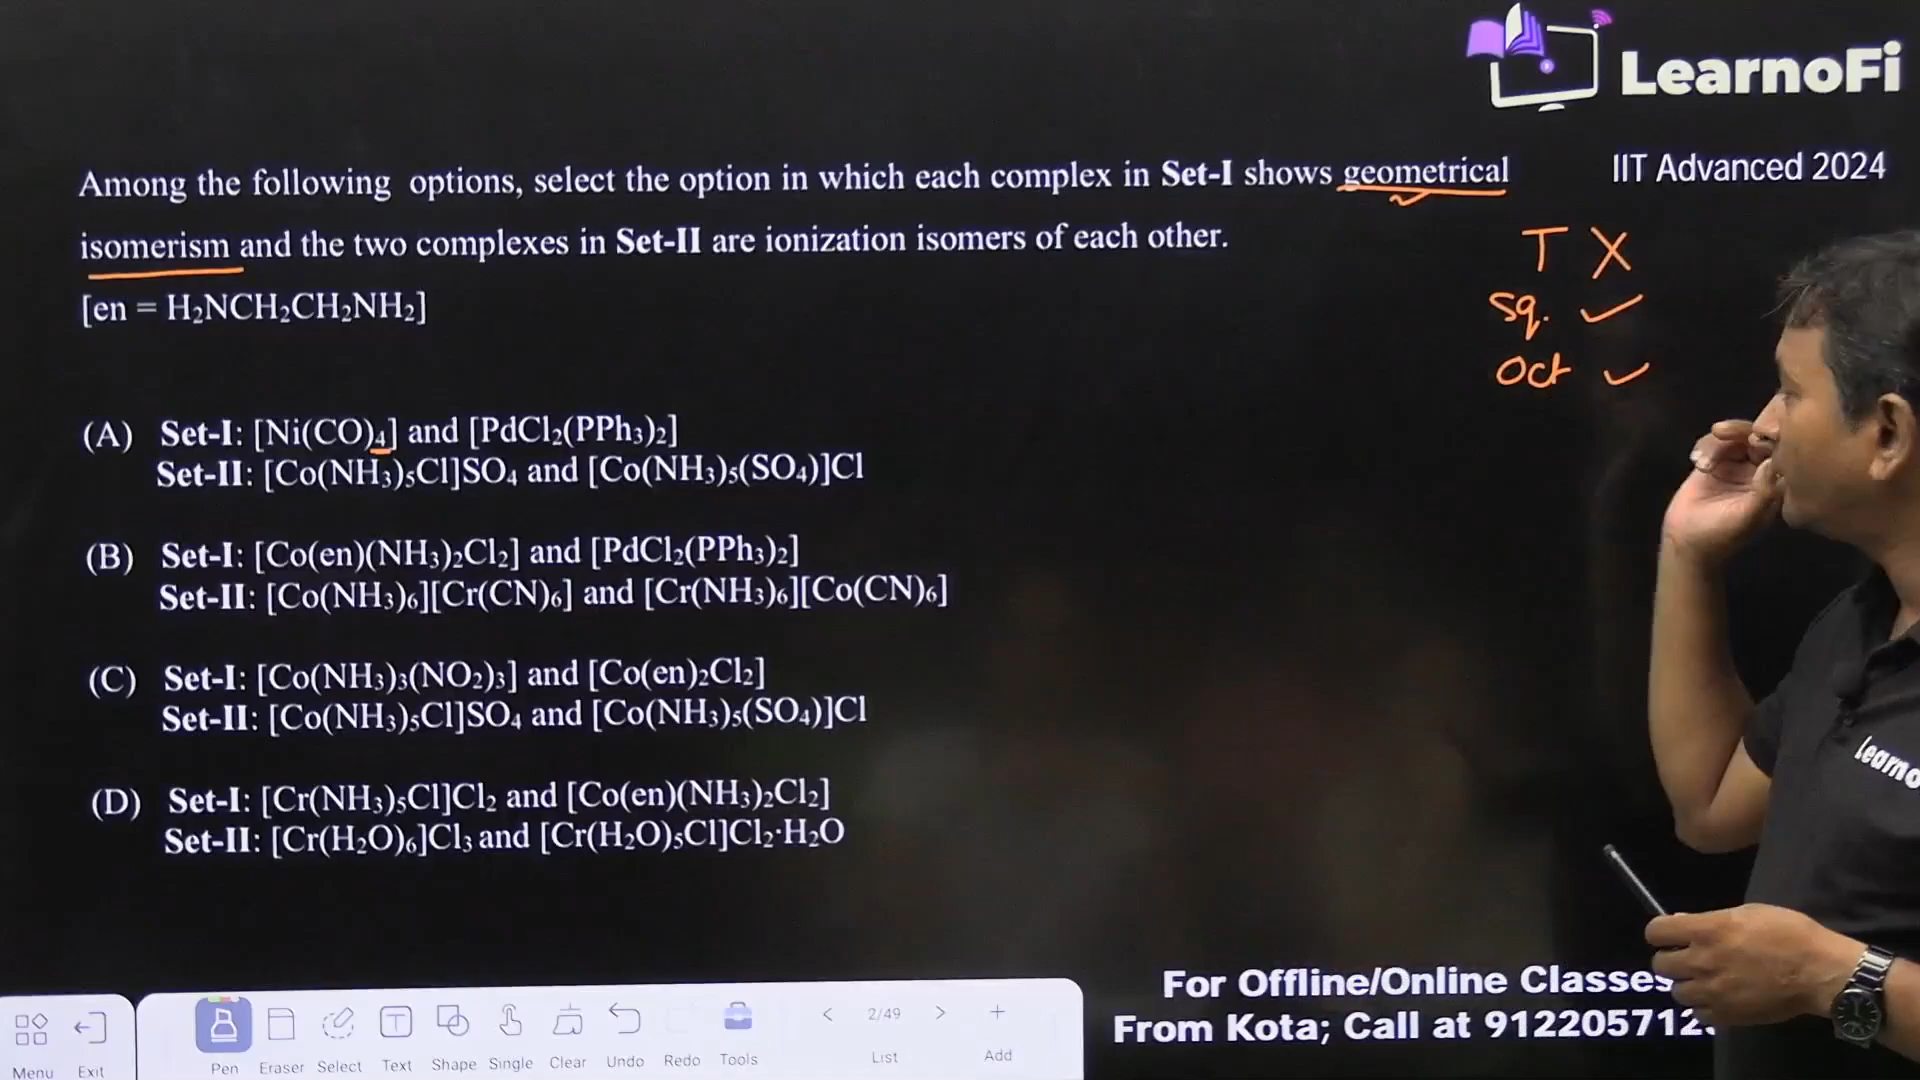 LearnoFi
IIT Advanced 2024
Among the following options, select the option in which each complex in Set-I shows geometrical
isomerism and the two complexes in Set-II are ionization isomers of each other.
[en = H₂NCH₂CH₂NH₂]
T X
Sq. ✓
Oct ✓
(A) Set-I: [Ni(CO)₄] and [PdCl₂(PPh₃)₂]
Set-II: [Co(NH₃)₅Cl]SO₄ and [Co(NH₃)₅(SO₄)]Cl
(B) Set-I: [Co(en)(NH₃)₂Cl₂] and [PdCl₂(PPh₃)₂]
Set-II: [Co(NH₃)₆][Cr(CN)₆] and [Cr(NH₃)₆][Co(CN)₆]
(C) Set-I: [Co(NH₃)₃(NO₂)₃] and [Co(en)₂Cl₂]
Set-II: [Co(NH₃)₅Cl]SO₄ and [Co(NH₃)₅(SO₄)]Cl
(D) Set-I: [Cr(NH₃)₅Cl]Cl₂ and [Co(en)(NH₃)₂Cl₂]
Set-II: [Cr(H₂O)₆]Cl₃ and [Cr(H₂O)₅Cl]Cl₂·H₂O
Learno
For Offline/Online Classes
From Kota; Call at 912205712
2/49
Menu Exit Pen Eraser Select Text Shape Single Clear Undo Redo Tools List Add